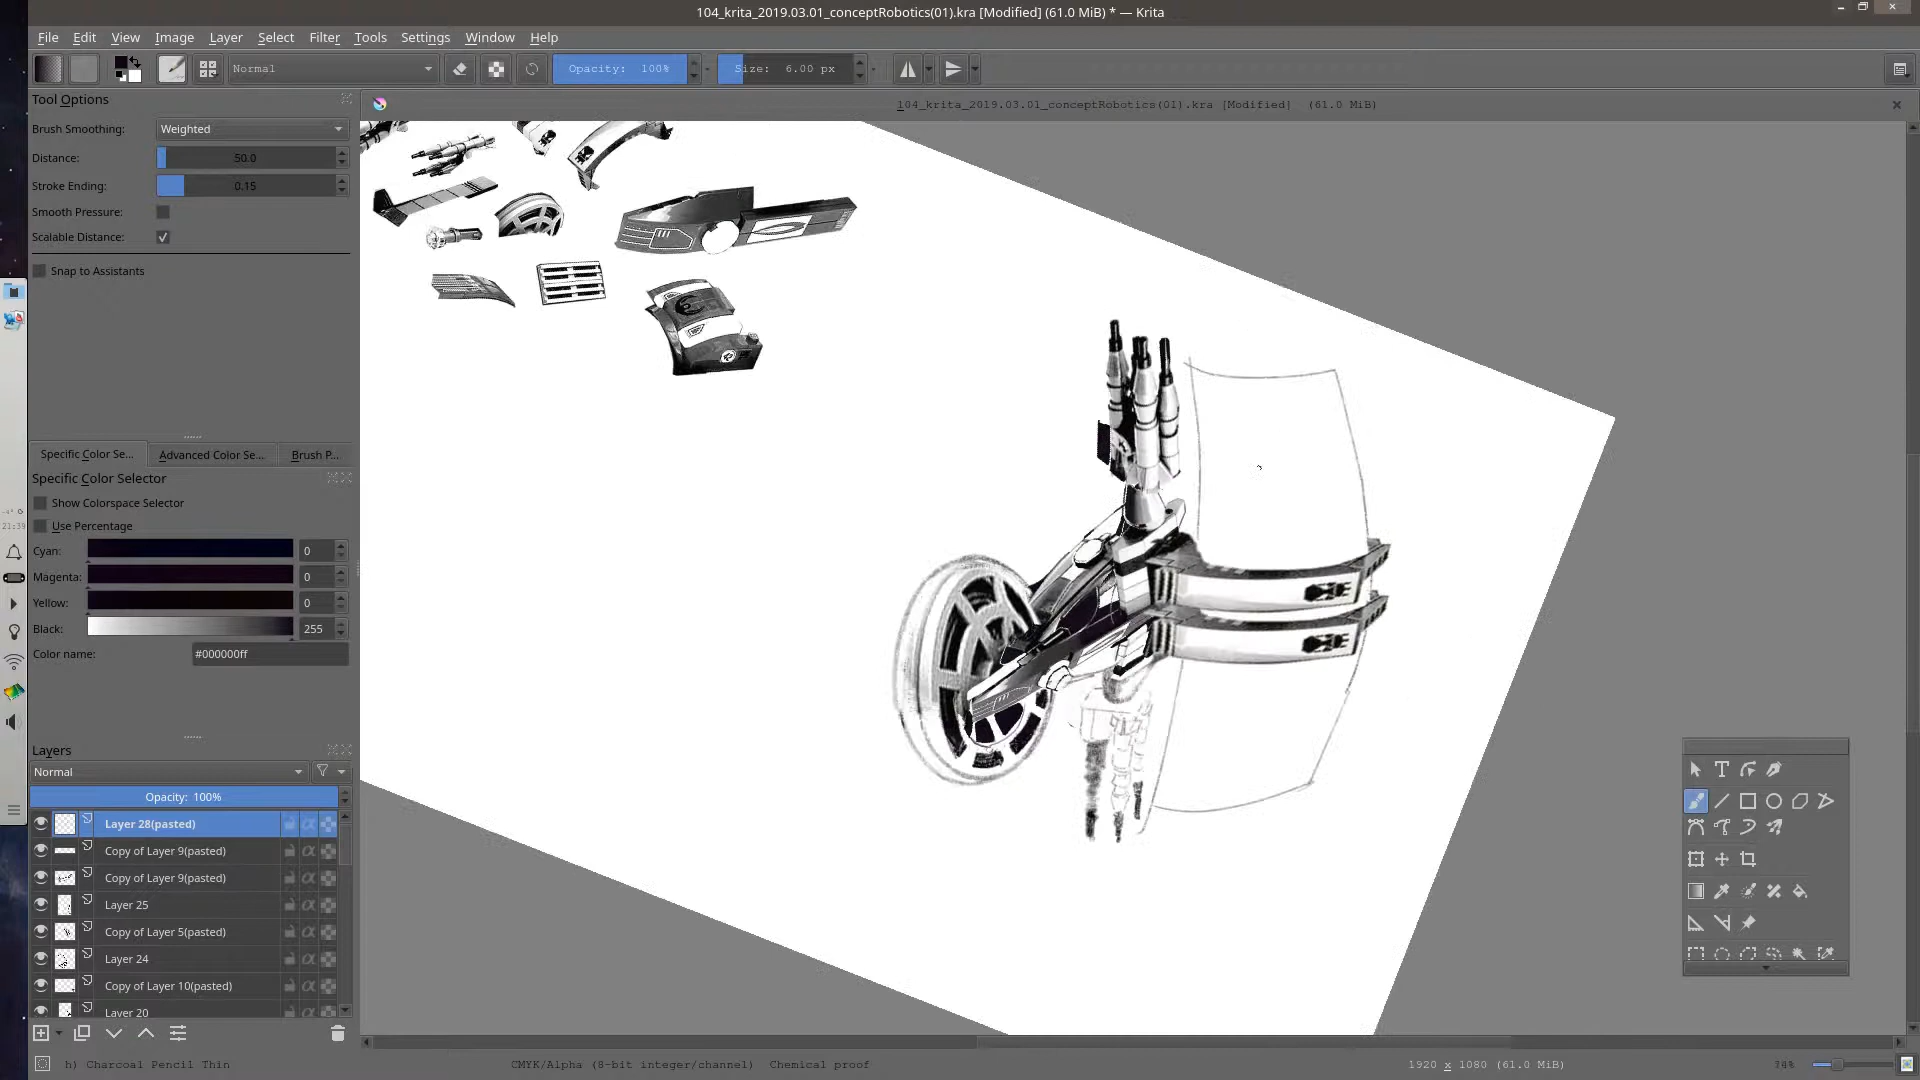 104_krita_2019.03.01_conceptRobotics(01).kra [Modified] (61.0 MiB) * — Krita
File Edit View Image Layer Select Filter Tools Settings Window Help
Normal
Opacity: 100%
Size: 6.00 px
Tool Options
104_krita_2019.03.01_conceptRobotics(01).kra [Modified] (61.0 MiB)
Brush Smoothing: Weighted
Distance: 50.0
Stroke Ending: 0.15
Smooth Pressure:
Scalable Distance:
Snap to Assistants
Specific Color Se... Advanced Color Se... Brush P...
Specific Color Selector
Show Colorspace Selector
Use Percentage
Cyan: 0
Magenta: 0
Yellow: 0
Black: 255
Color name: #000000ff
Layers
Normal
Opacity: 100%
Layer 28(pasted)
Copy of Layer 9(pasted)
Copy of Layer 9(pasted)
Layer 25
Copy of Layer 5(pasted)
Layer 24
Copy of Layer 10(pasted)
Layer 20
h) Charcoal Pencil Thin
CMYK/Alpha (8-bit integer/channel) Chemical proof
1920 x 1080 (61.0 MiB)